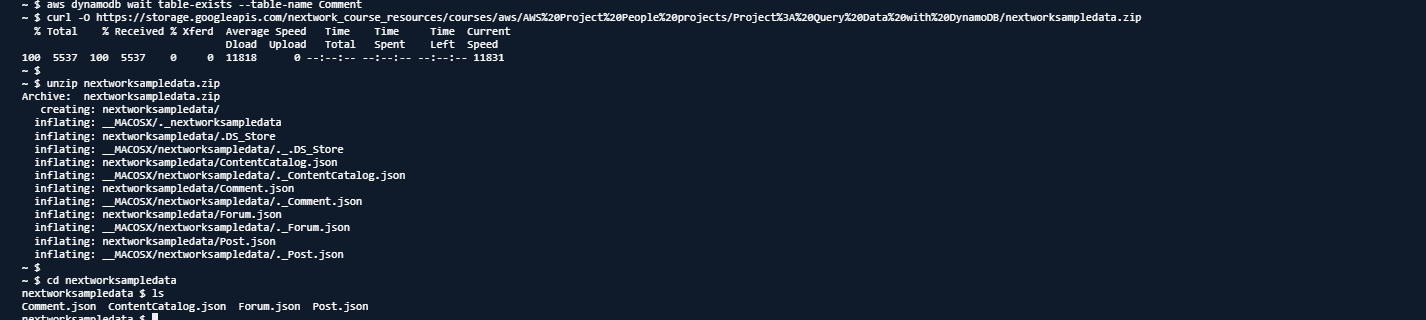 ~ $ aws dynamodb wait table-exists --table-name Comment
~ $ curl -O https://storage.googleapis.com/nextwork_course_resources/courses/aws/AWS%20Project%20People%20projects/Project%3A%20Query%20Data%20with%20DynamoDB/nextworksampledata.zip
  % Total    % Received % Xferd  Average Speed   Time    Time     Time  Current
                                 Dload  Upload   Total   Spent    Left  Speed
100  5537  100  5537    0     0  11818      0 --:--:-- --:--:-- --:--:-- 11831
~ $
~ $ unzip nextworksampledata.zip
Archive:  nextworksampledata.zip
   creating: nextworksampledata/
  inflating: __MACOSX/._nextworksampledata
  inflating: nextworksampledata/.DS_Store
  inflating: __MACOSX/nextworksampledata/._.DS_Store
  inflating: nextworksampledata/ContentCatalog.json
  inflating: __MACOSX/nextworksampledata/._ContentCatalog.json
  inflating: nextworksampledata/Comment.json
  inflating: __MACOSX/nextworksampledata/._Comment.json
  inflating: nextworksampledata/Forum.json
  inflating: __MACOSX/nextworksampledata/._Forum.json
  inflating: nextworksampledata/Post.json
  inflating: __MACOSX/nextworksampledata/._Post.json
~ $
~ $ cd nextworksampledata
nextworksampledata $ ls
Comment.json  ContentCatalog.json  Forum.json  Post.json
nextworksampledata $